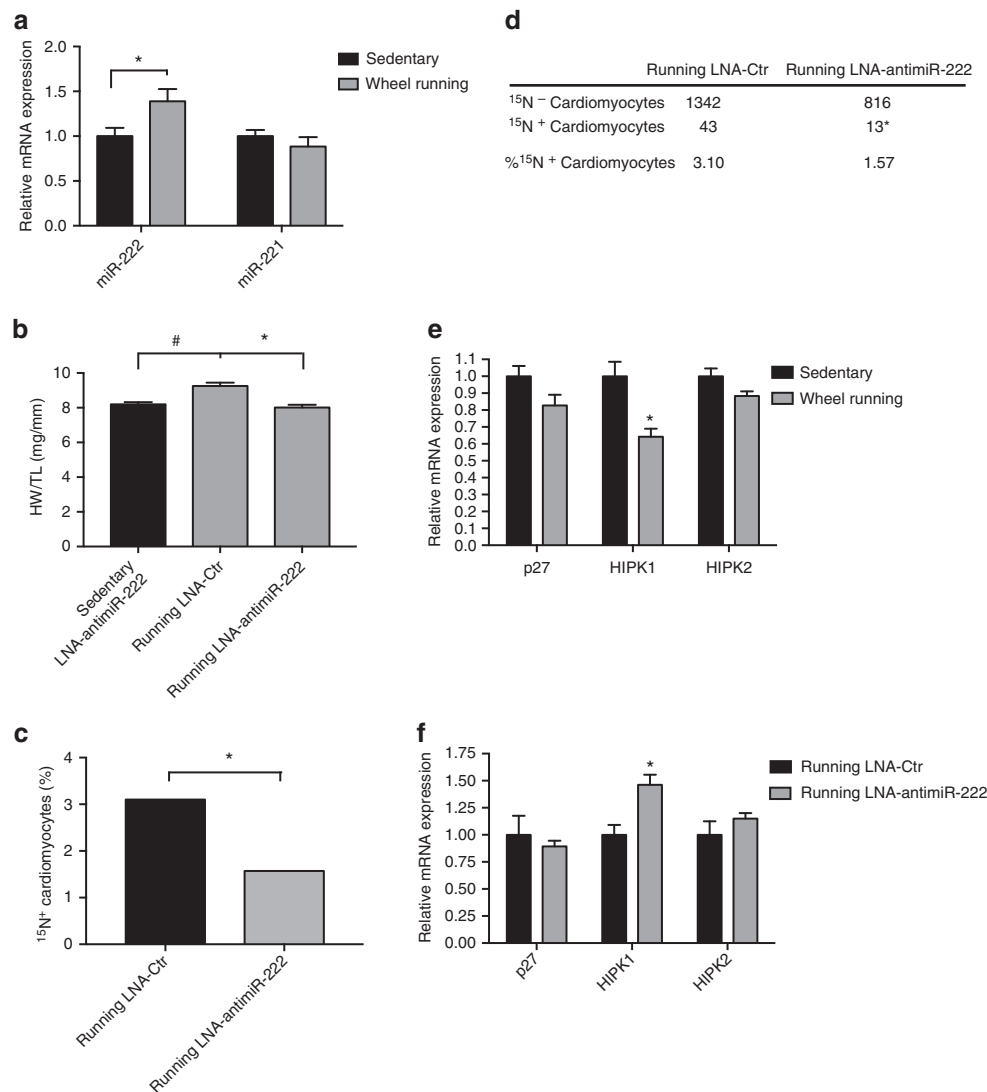 a
2.0
1.5
1.0
0.5
0.0
Relative mRNA expression
*
miR-222
miR-221
Sedentary
Wheel running
d
Running LNA-Ctr Running LNA-antimiR-222
¹⁵N ⁻ Cardiomyocytes 1342 816
¹⁵N ⁺ Cardiomyocytes 43 13*
%¹⁵N ⁺ Cardiomyocytes 3.10 1.57
b
# *
10
8
6
4
2
0
HW/TL (mg/mm)
Sedentary
LNA-antimiR-222
Running LNA-Ctr
Running LNA-antimiR-222
e
1.1
1.0
0.9
0.8
0.7
0.6
0.5
0.4
0.3
0.2
0.1
0.0
Relative mRNA expression
*
p27
HIPK1
HIPK2
Sedentary
Wheel running
c
4
3
2
1
0
¹⁵N⁺ cardiomyocytes (%)
*
Running LNA-Ctr
Running LNA-antimiR-222
f
1.75
1.50
1.25
1.00
0.75
0.50
0.25
0.00
Relative mRNA expression
*
p27
HIPK1
HIPK2
Running LNA-Ctr
Running LNA-antimiR-222